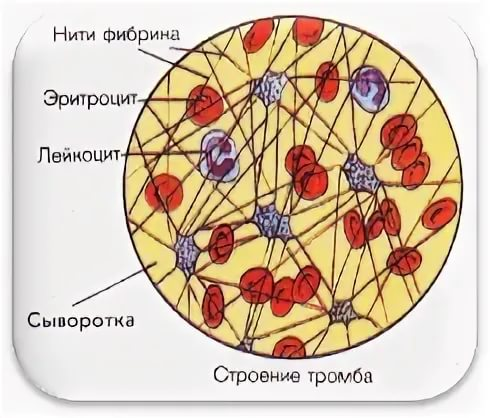 Нити фибрина
Эритроцит
Лейкоцит
Сыворотка
Строение тромба